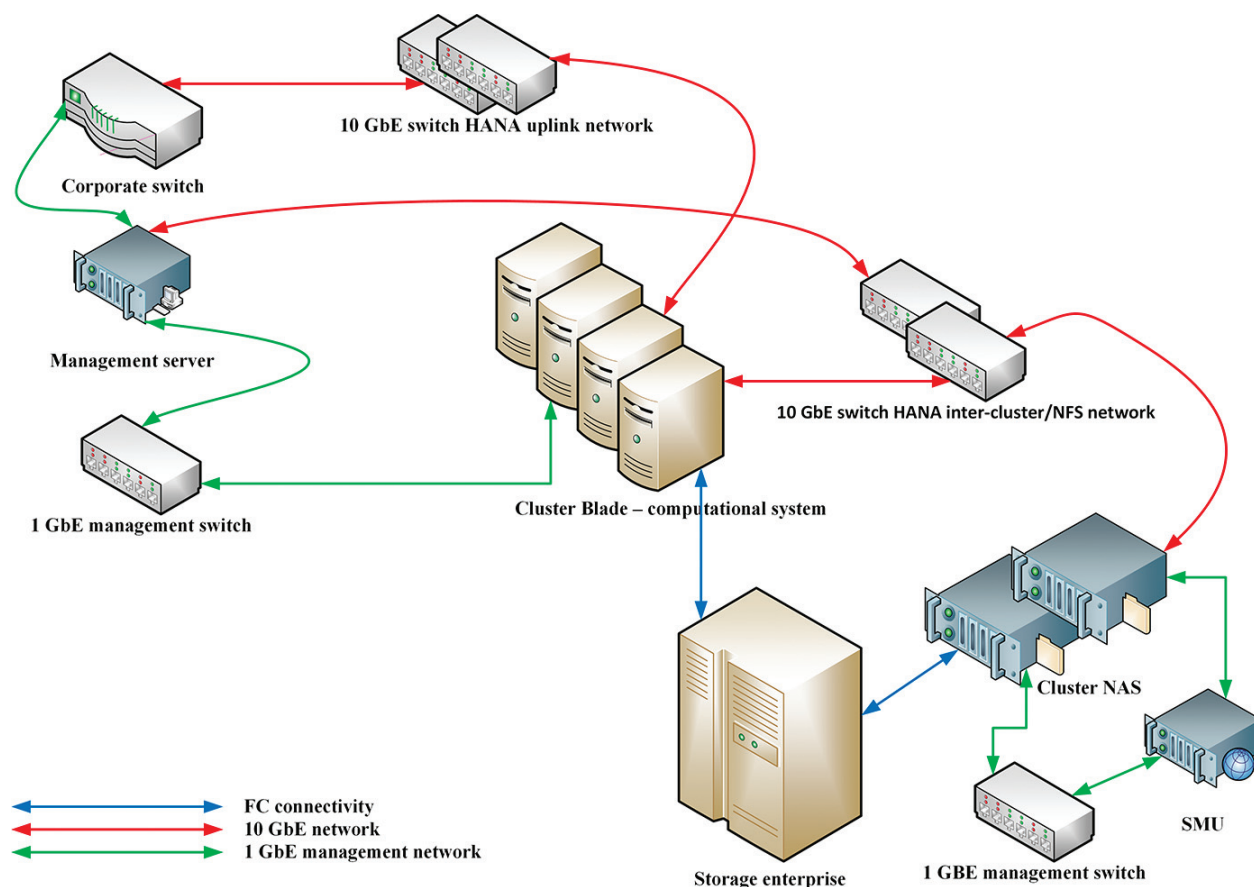 10 GbE switch HANA uplink network
Corporate switch
Management server
10 GbE switch HANA inter-cluster/NFS network
Cluster Blade – computational system
1 GbE management switch
Cluster NAS
SMU
1 GBE management switch
Storage enterprise
FC connectivity
10 GbE network
1 GbE management network